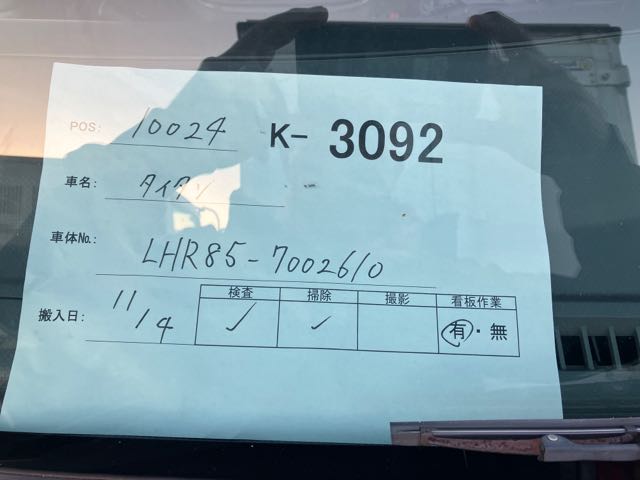 POS: 10024 K- 3092
車名: タイタン
車体No.: LHR85-7002610
搬入日: 11/4
検査 掃除 撮影 看板作業
✓ ✓ 有・無